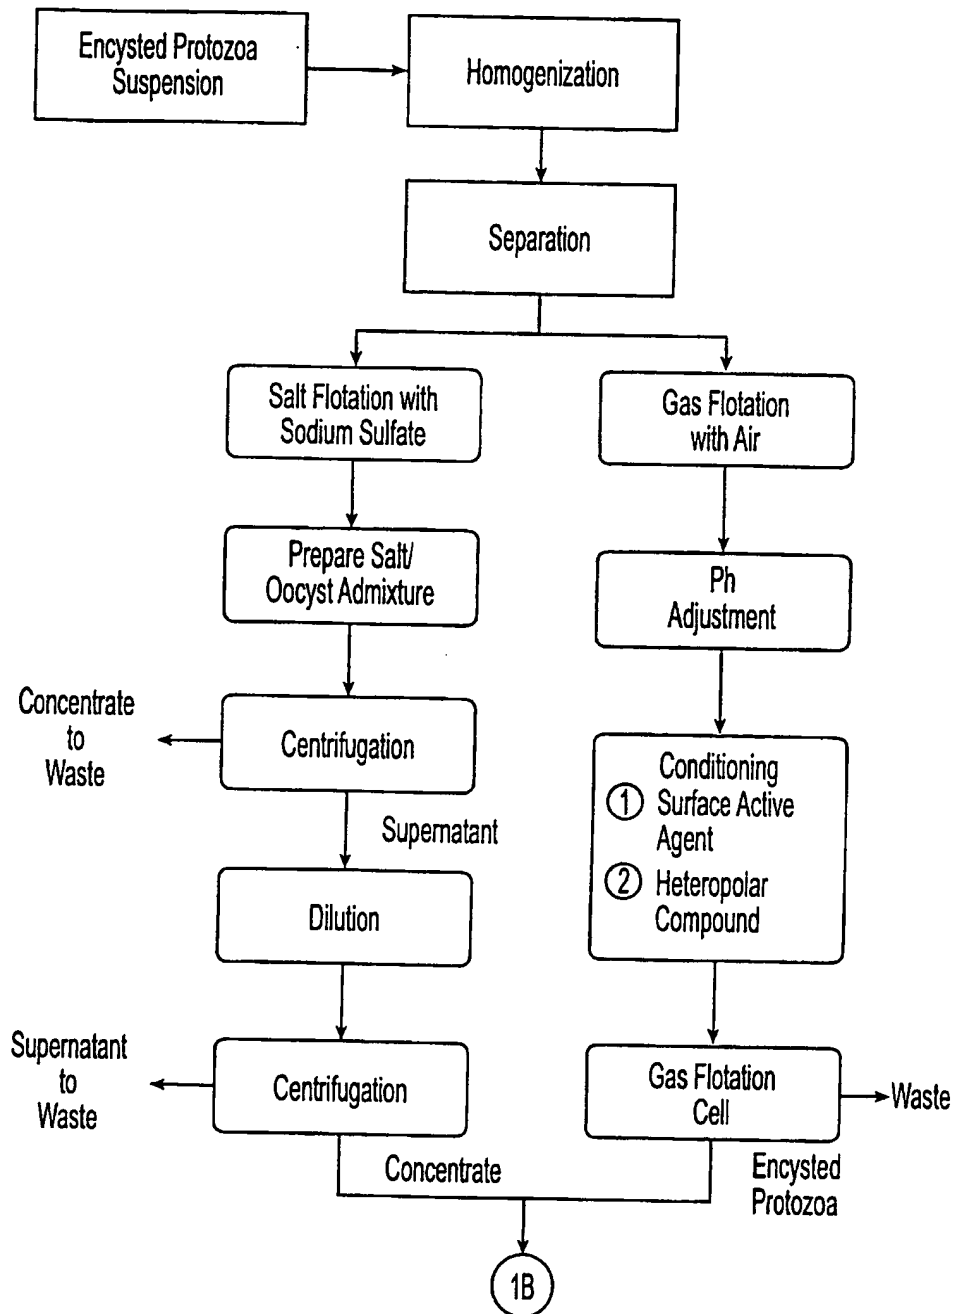 Encysted Protozoa
Suspension
Homogenization
Separation
Salt Flotation with
Sodium Sulfate
Gas Flotation
with Air
Prepare Salt/
Oocyst Admixture
Ph
Adjustment
Concentrate
to
Waste
Centrifugation
Supernatant
Conditioning
1 Surface Active
Agent
2 Heteropolar
Compound
Dilution
Supernatant
to
Waste
Centrifugation
Concentrate
Gas Flotation
Cell
Waste
Encysted
Protozoa
1B